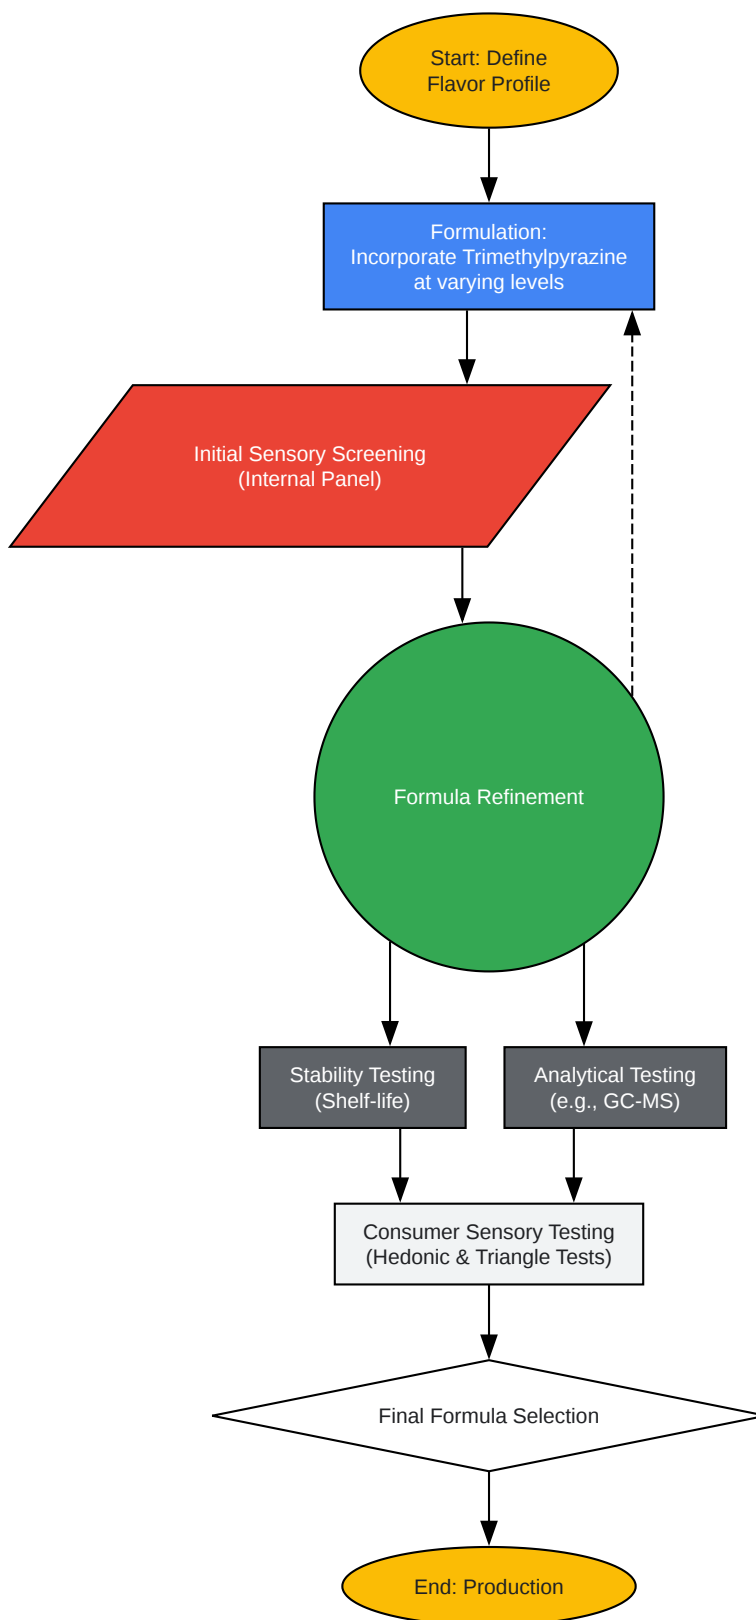 Start: Define
Flavor Profile
Formulation:
Incorporate Trimethylpyrazine
at varying levels
Initial Sensory Screening
(Internal Panel)
Formula Refinement
Stability Testing
(Shelf-life)
Analytical Testing
(e.g., GC-MS)
Consumer Sensory Testing
(Hedonic & Triangle Tests)
Final Formula Selection
End: Production